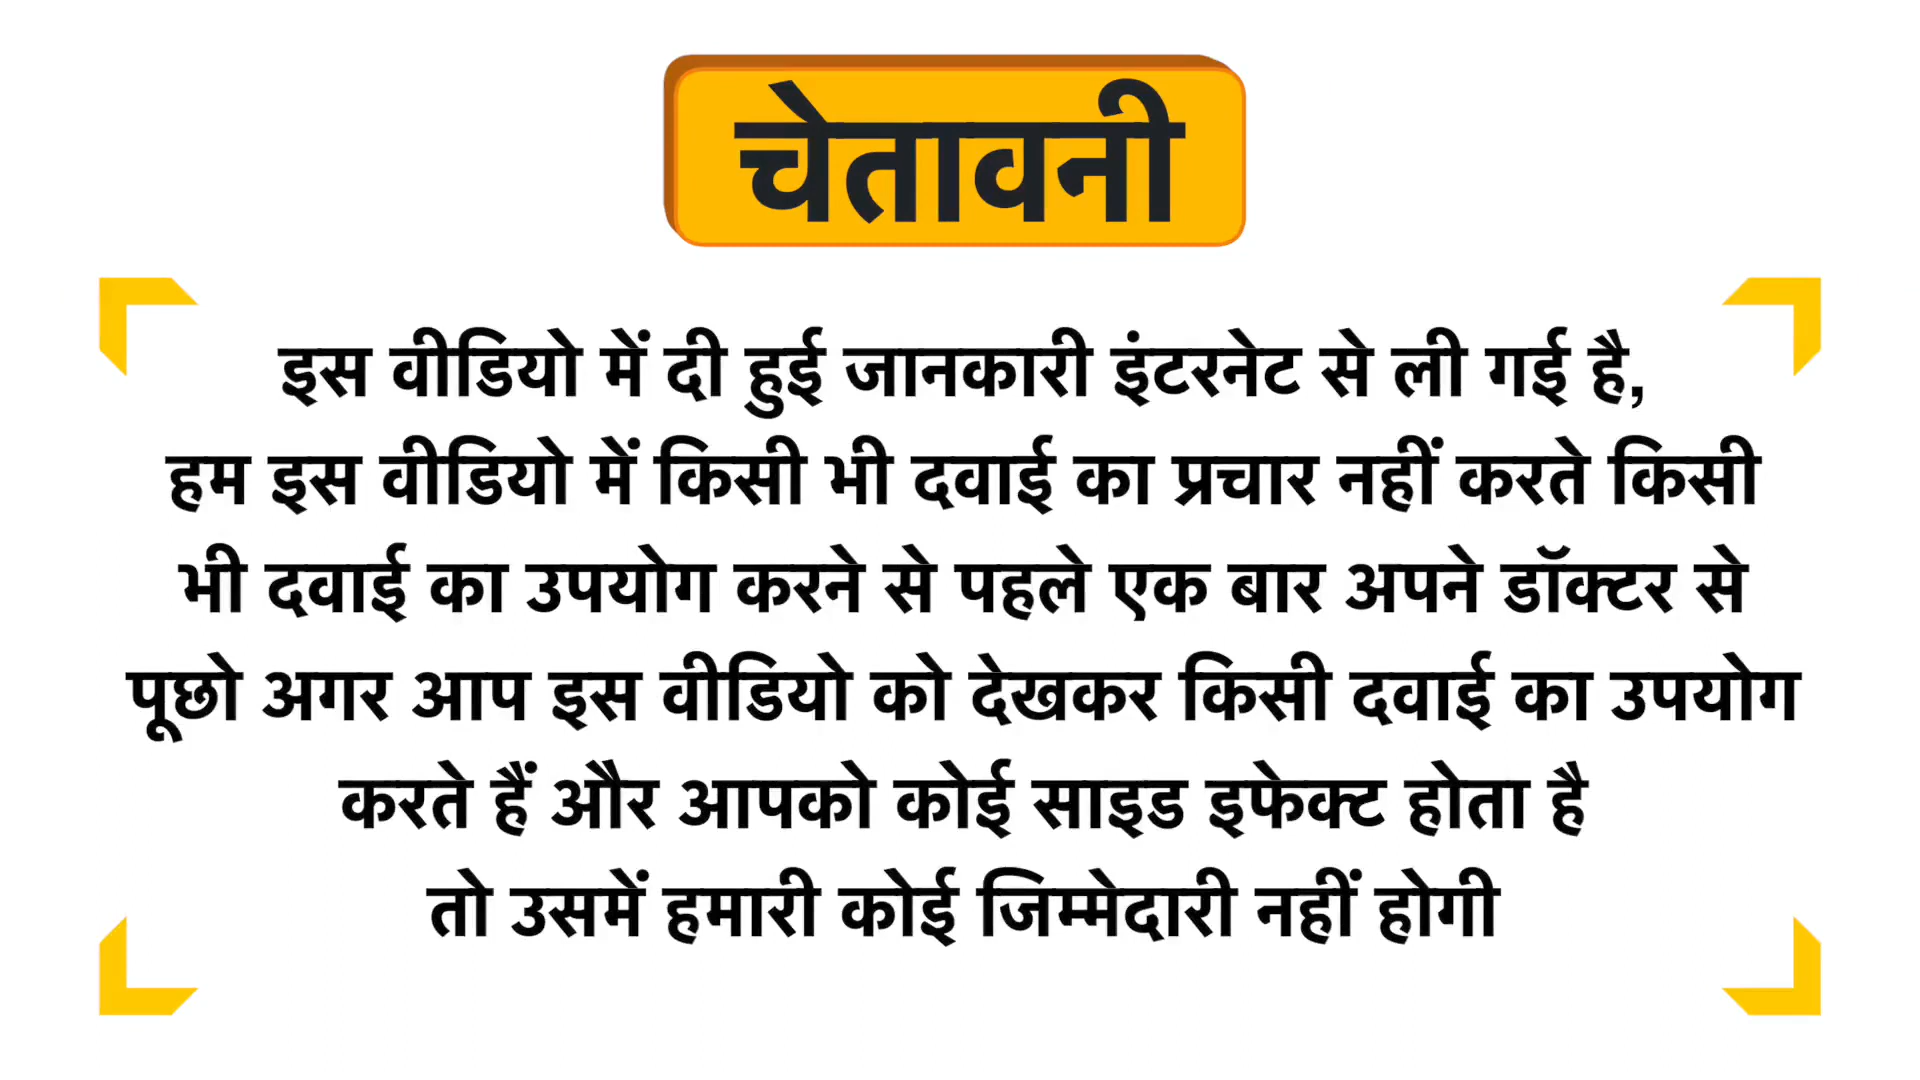 चेतावनी
इस वीडियो में दी हुई जानकारी इंटरनेट से ली गई है,
हम इस वीडियो में किसी भी दवाई का प्रचार नहीं करते किसी
भी दवाई का उपयोग करने से पहले एक बार अपने डॉक्टर से
पूछो अगर आप इस वीडियो को देखकर किसी दवाई का उपयोग
करते हैं और आपको कोई साइड इफेक्ट होता है
तो उसमें हमारी कोई जिम्मेदारी नहीं होगी